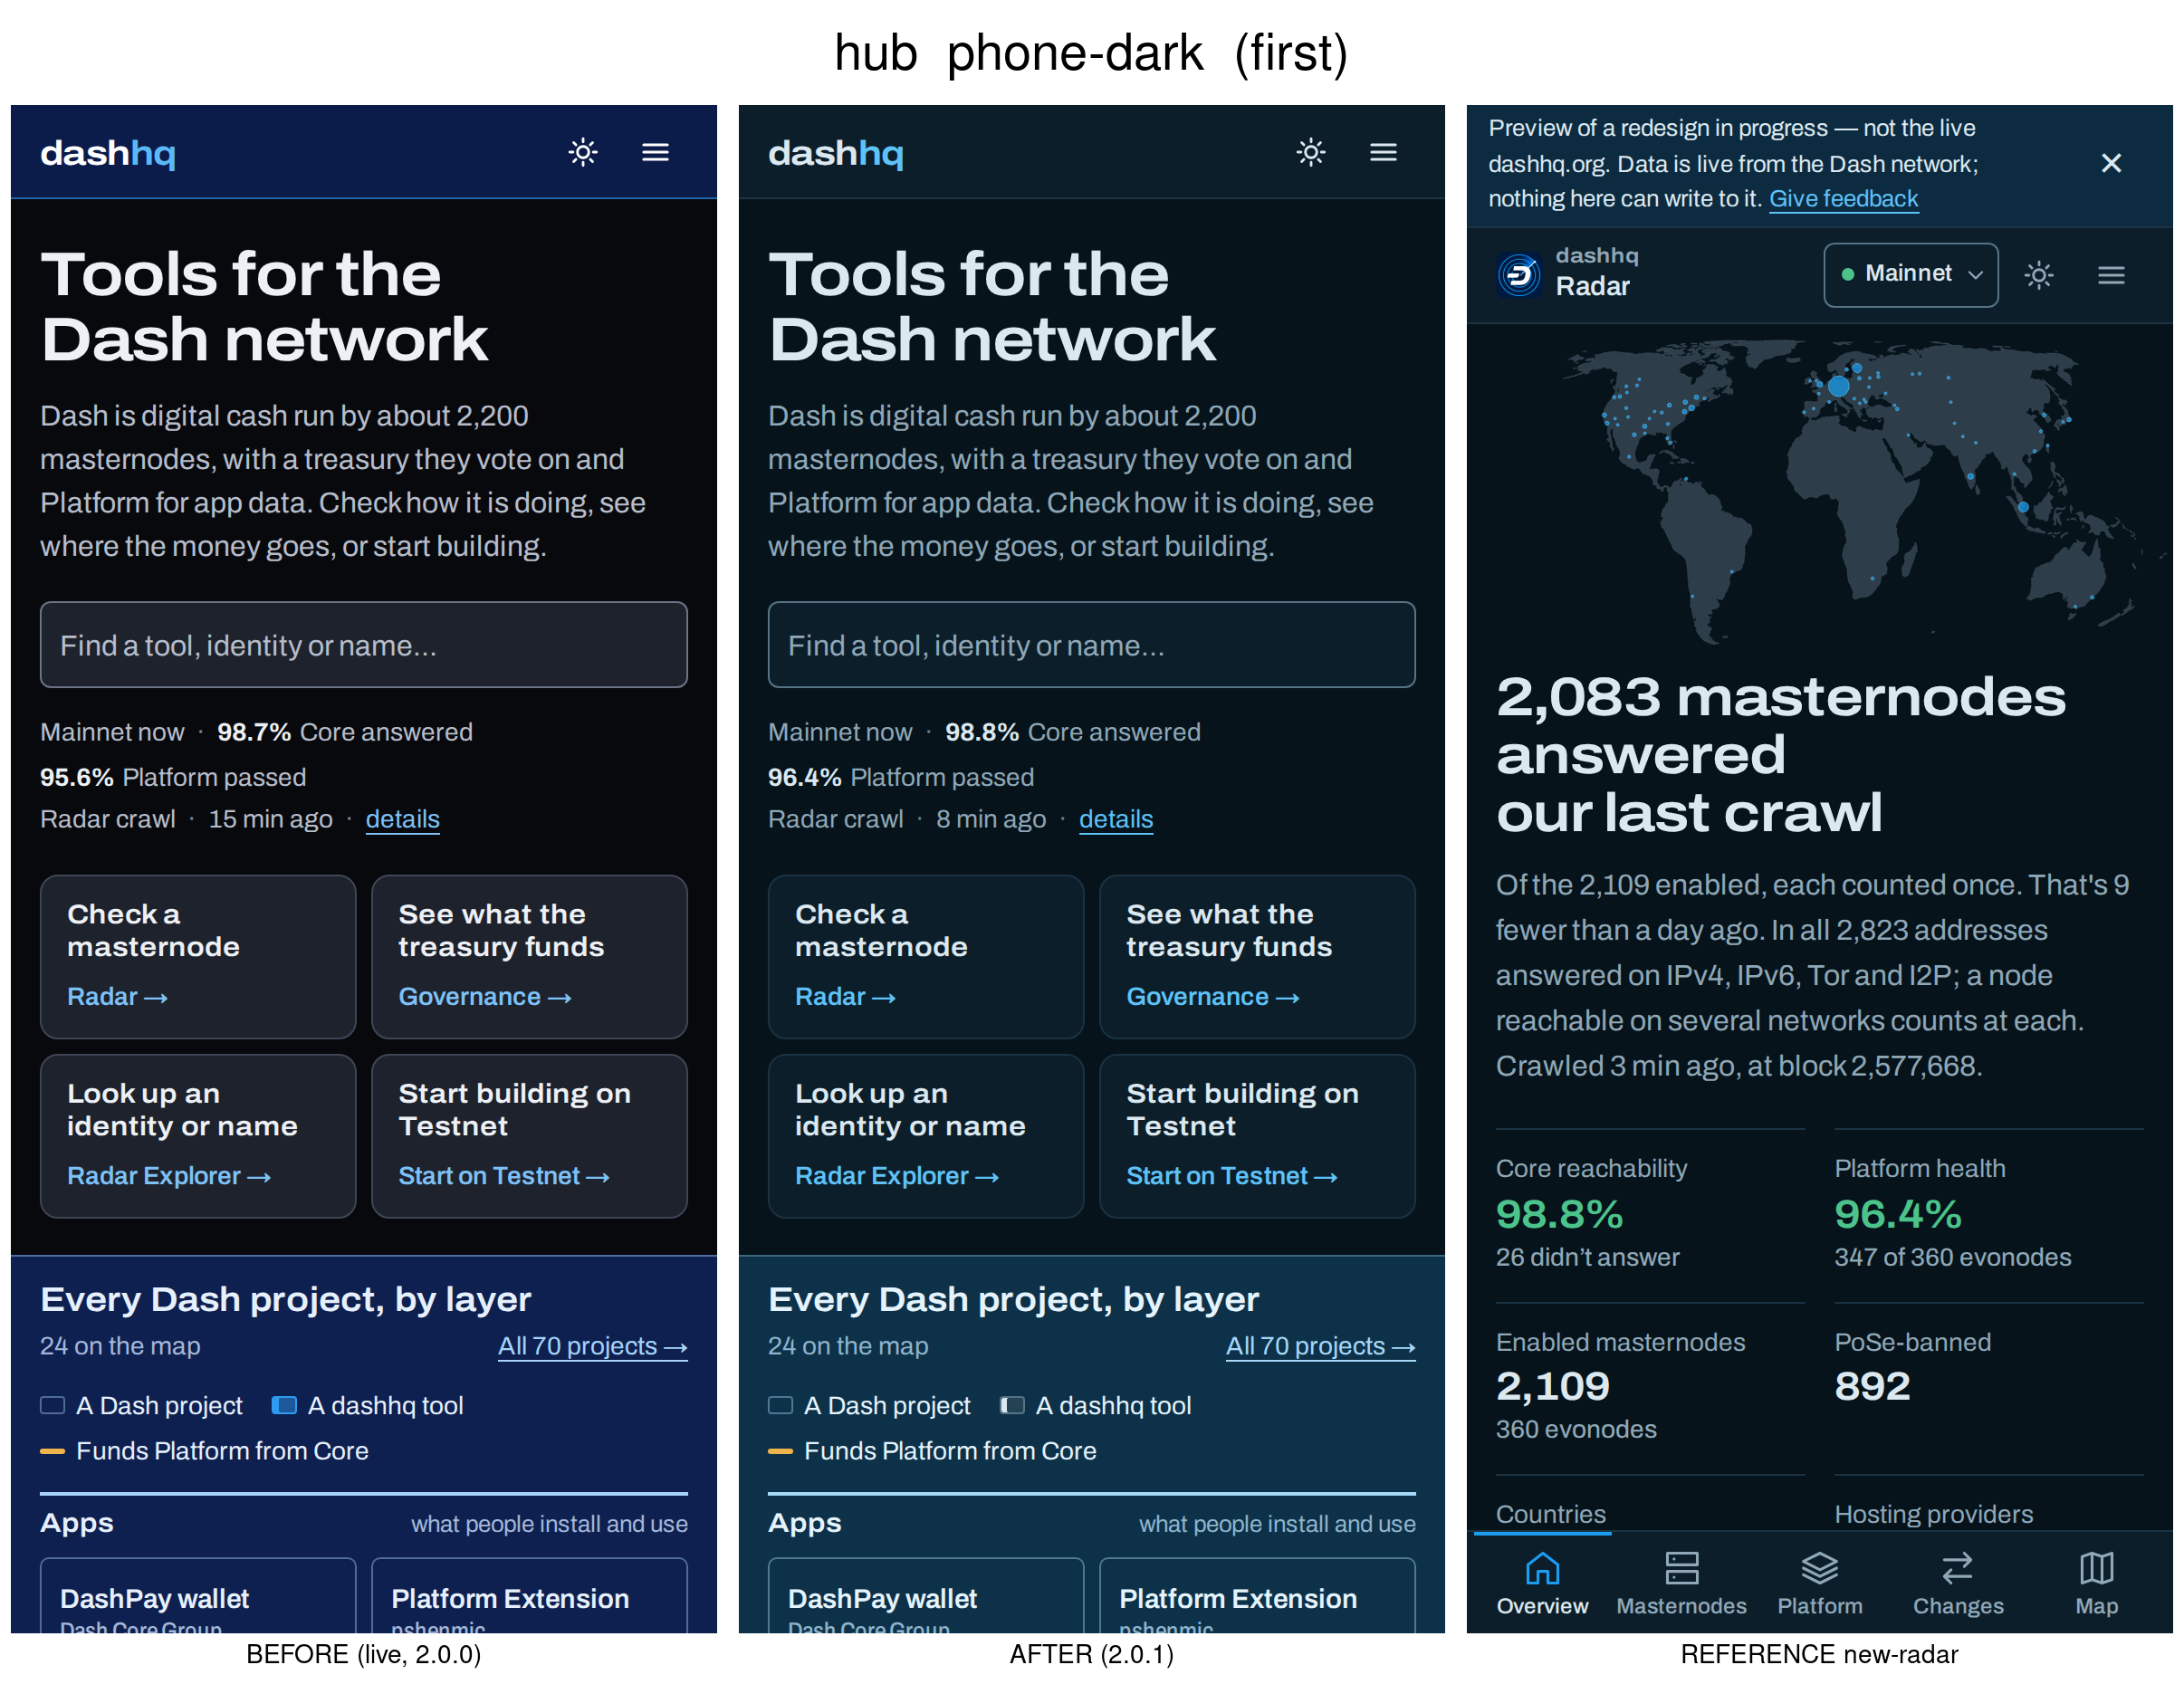 hub phone-dark (first)
dashhq
Tools for the
Dash network
Dash is digital cash run by about 2,200
masternodes, with a treasury they vote on and
Platform for app data. Check how it is doing, see
where the money goes, or start building.
Find a tool, identity or name...
Mainnet now · 98.7% Core answered
95.6% Platform passed
Radar crawl · 15 min ago · details
Check a
masternode
Radar →
See what the
treasury funds
Governance →
Look up an
identity or name
Radar Explorer →
Start building on
Testnet
Start on Testnet →
Every Dash project, by layer
24 on the map
All 70 projects →
A Dash project
A dashhq tool
Funds Platform from Core
Apps
what people install and use
DashPay wallet
Dash Core Group
Platform Extension
pshenmic
BEFORE (live, 2.0.0)
dashhq
Tools for the
Dash network
Dash is digital cash run by about 2,200
masternodes, with a treasury they vote on and
Platform for app data. Check how it is doing, see
where the money goes, or start building.
Find a tool, identity or name...
Mainnet now · 98.8% Core answered
96.4% Platform passed
Radar crawl · 8 min ago · details
Check a
masternode
Radar →
See what the
treasury funds
Governance →
Look up an
identity or name
Radar Explorer →
Start building on
Testnet
Start on Testnet →
Every Dash project, by layer
24 on the map
All 70 projects →
A Dash project
A dashhq tool
Funds Platform from Core
Apps
what people install and use
DashPay wallet
Dash Core Group
Platform Extension
pshenmic
AFTER (2.0.1)
Preview of a redesign in progress — not the live
dashhq.org. Data is live from the Dash network;
nothing here can write to it. Give feedback
dashhq
Radar
Mainnet
2,083 masternodes
answered
our last crawl
Of the 2,109 enabled, each counted once. That's 9
fewer than a day ago. In all 2,823 addresses
answered on IPv4, IPv6, Tor and I2P; a node
reachable on several networks counts at each.
Crawled 3 min ago, at block 2,577,668.
Core reachability
98.8%
26 didn’t answer
Platform health
96.4%
347 of 360 evonodes
Enabled masternodes
2,109
360 evonodes
PoSe-banned
892
Countries
Hosting providers
Overview
Masternodes
Platform
Changes
Map
REFERENCE new-radar